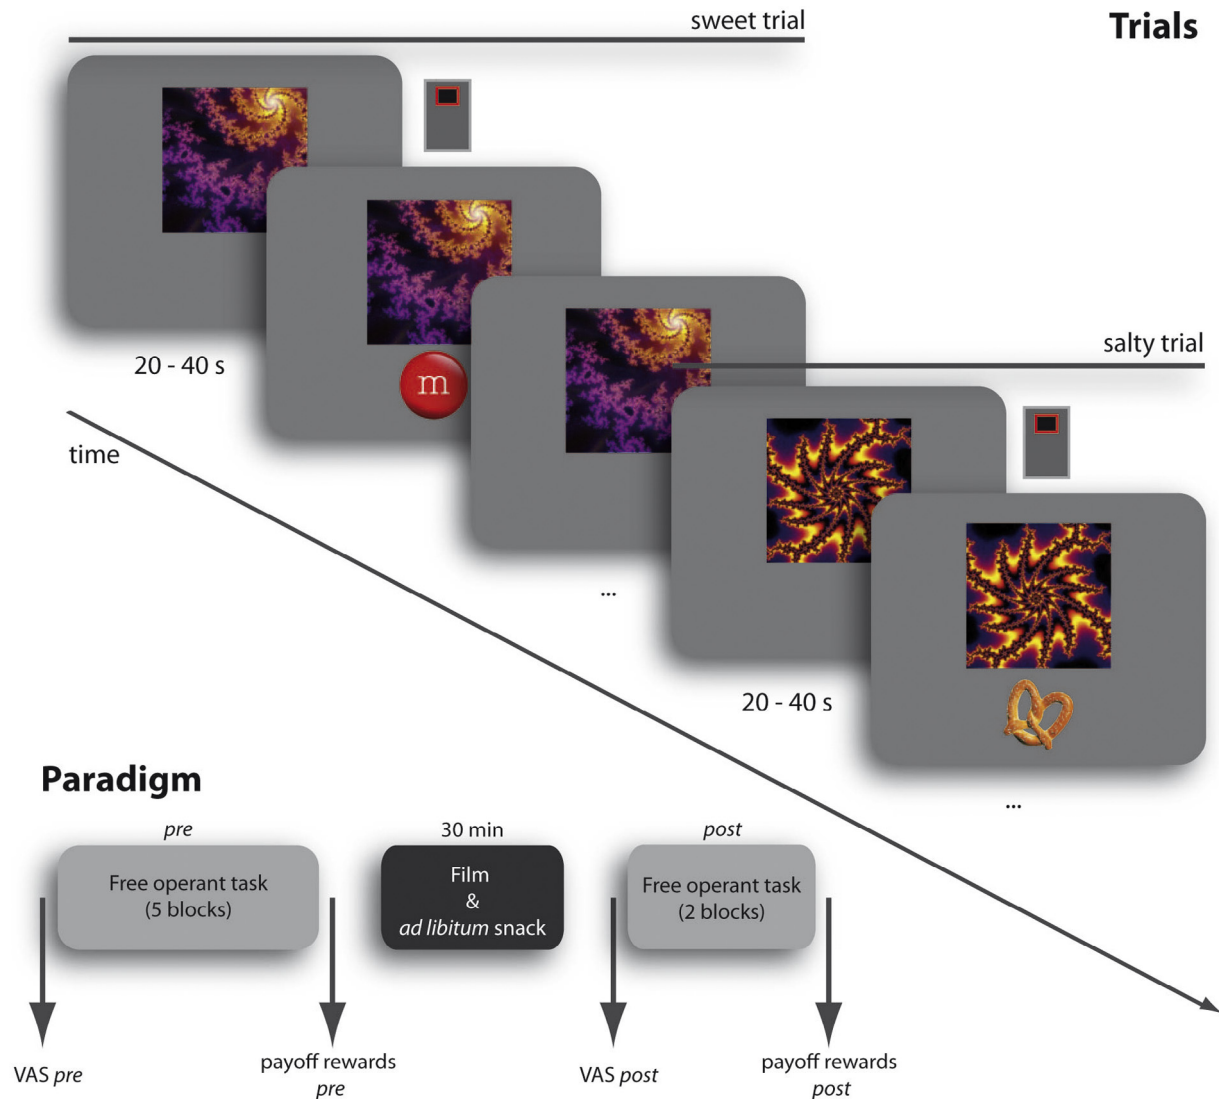 sweet trial
Trials
20 - 40 s
m
salty trial
time
...
20 - 40 s
...
Paradigm
pre
30 min
post
Free operant task
(5 blocks)
Film
&
ad libitum snack
Free operant task
(2 blocks)
VAS pre
payoff rewards
pre
VAS post
payoff rewards
post